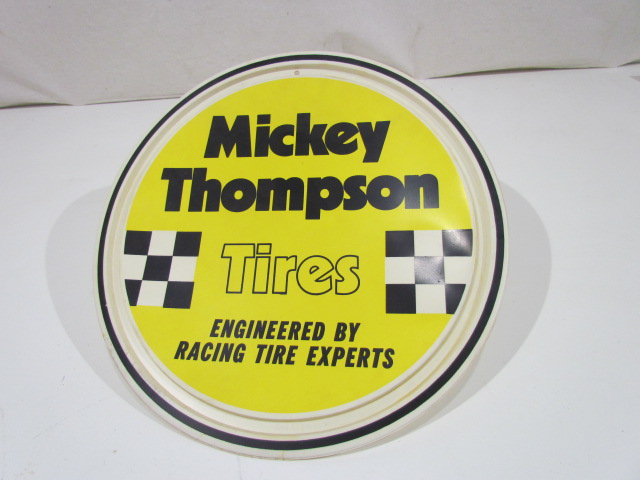 Mickey
Thompson
Tires
ENGINEERED BY
RACING TIRE EXPERTS